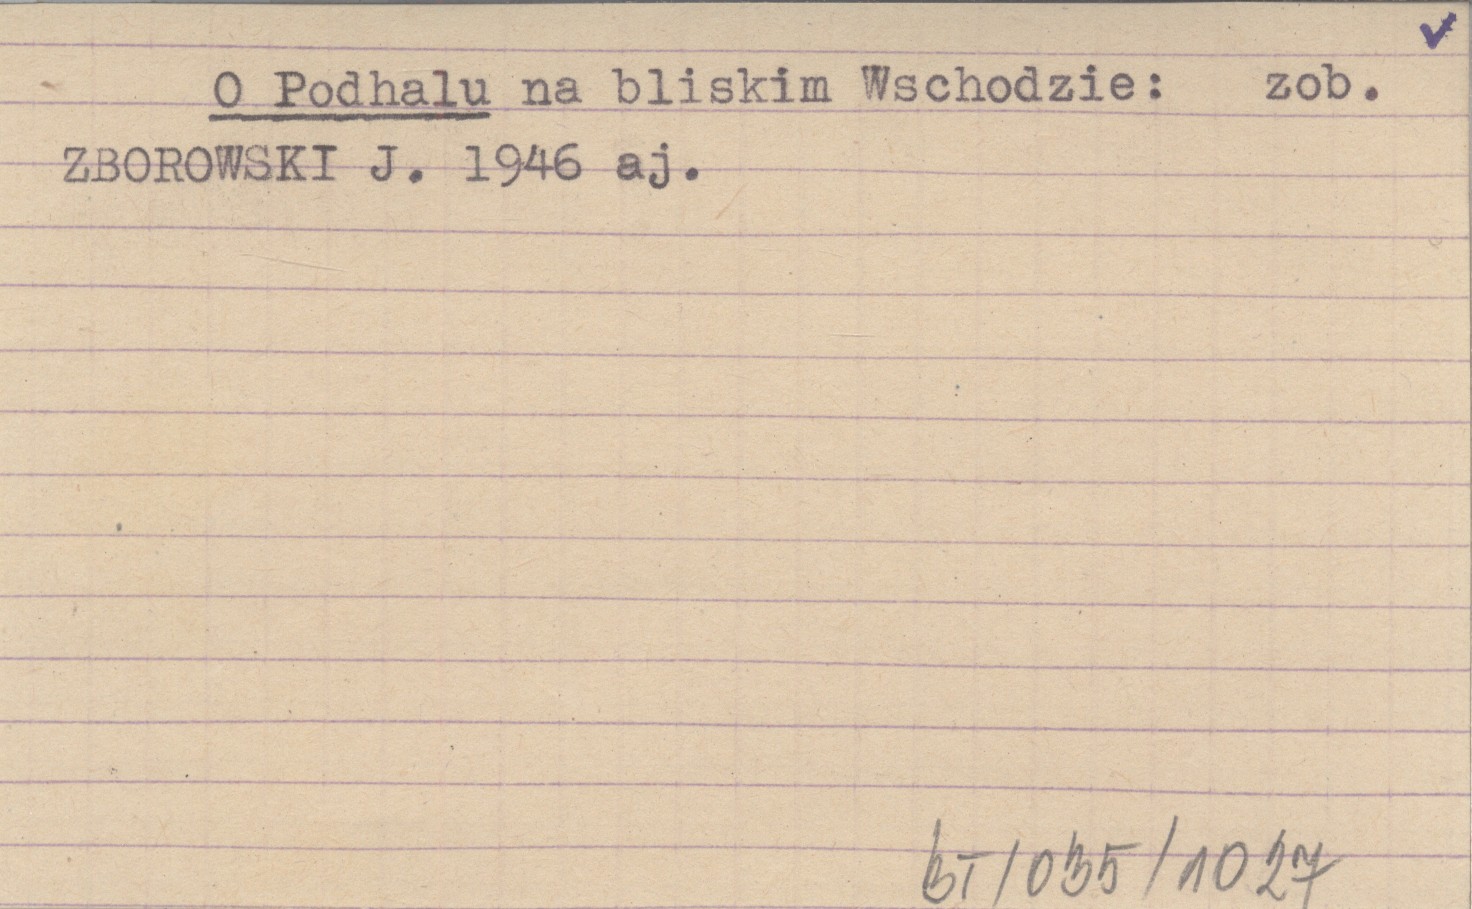 O Podhalu na bliskim Wschodzie: zob.
ZBOROWSKI J. 1946 aj.
bT/035/1027